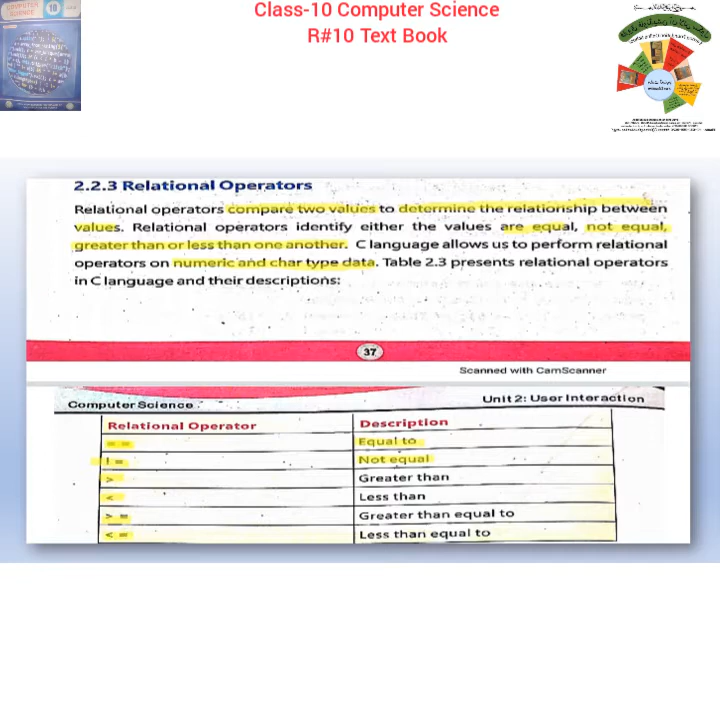 Class-10 Computer Science
R#10 Text Book
COMPUTER
SCIENCE
10
2.2.3 Relational Operators
Relational operators compare two values to determine the relationship between
values. Relational operators identify either the values are equal, not equal,
greater than or less than one another. C language allows us to perform relational
operators on numeric and char type data. Table 2.3 presents relational operators
in C language and their descriptions:
37
Scanned with CamScanner
Computer Science
Unit 2: User Interaction
Relational Operator Description
= = Equal to
! = Not equal
> Greater than
< Less than
> = Greater than equal to
< = Less than equal to